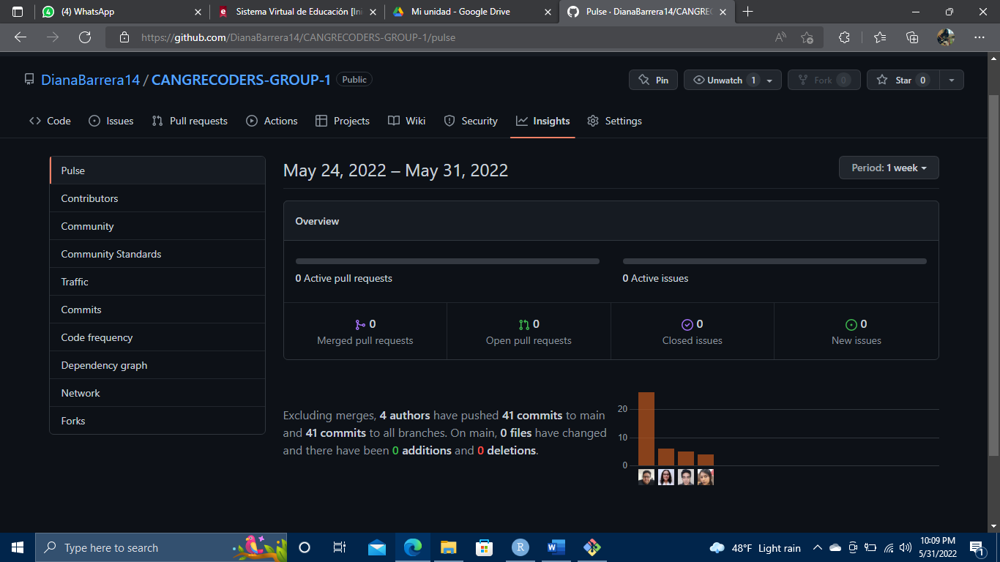 (4) WhatsApp
Sistema Virtual de Educación [Ini
Mi unidad - Google Drive
Pulse · DianaBarrera14/CANGREC
https://github.com/DianaBarrera14/CANGRECODERS-GROUP-1/pulse
DianaBarrera14 / CANGRECODERS-GROUP-1 Public
Pin
Unwatch 1
Fork 0
Star 0
Code
Issues
Pull requests
Actions
Projects
Wiki
Security
Insights
Settings
Pulse
Contributors
Community
Community Standards
Traffic
Commits
Code frequency
Dependency graph
Network
Forks
May 24, 2022 – May 31, 2022
Period: 1 week
Overview
0 Active pull requests
0 Active issues
0
Merged pull requests
0
Open pull requests
0
Closed issues
0
New issues
Excluding merges, 4 authors have pushed 41 commits to main
and 41 commits to all branches. On main, 0 files have changed
and there have been 0 additions and 0 deletions.
20
10
0
Type here to search
48°F Light rain
10:09 PM
5/31/2022
1